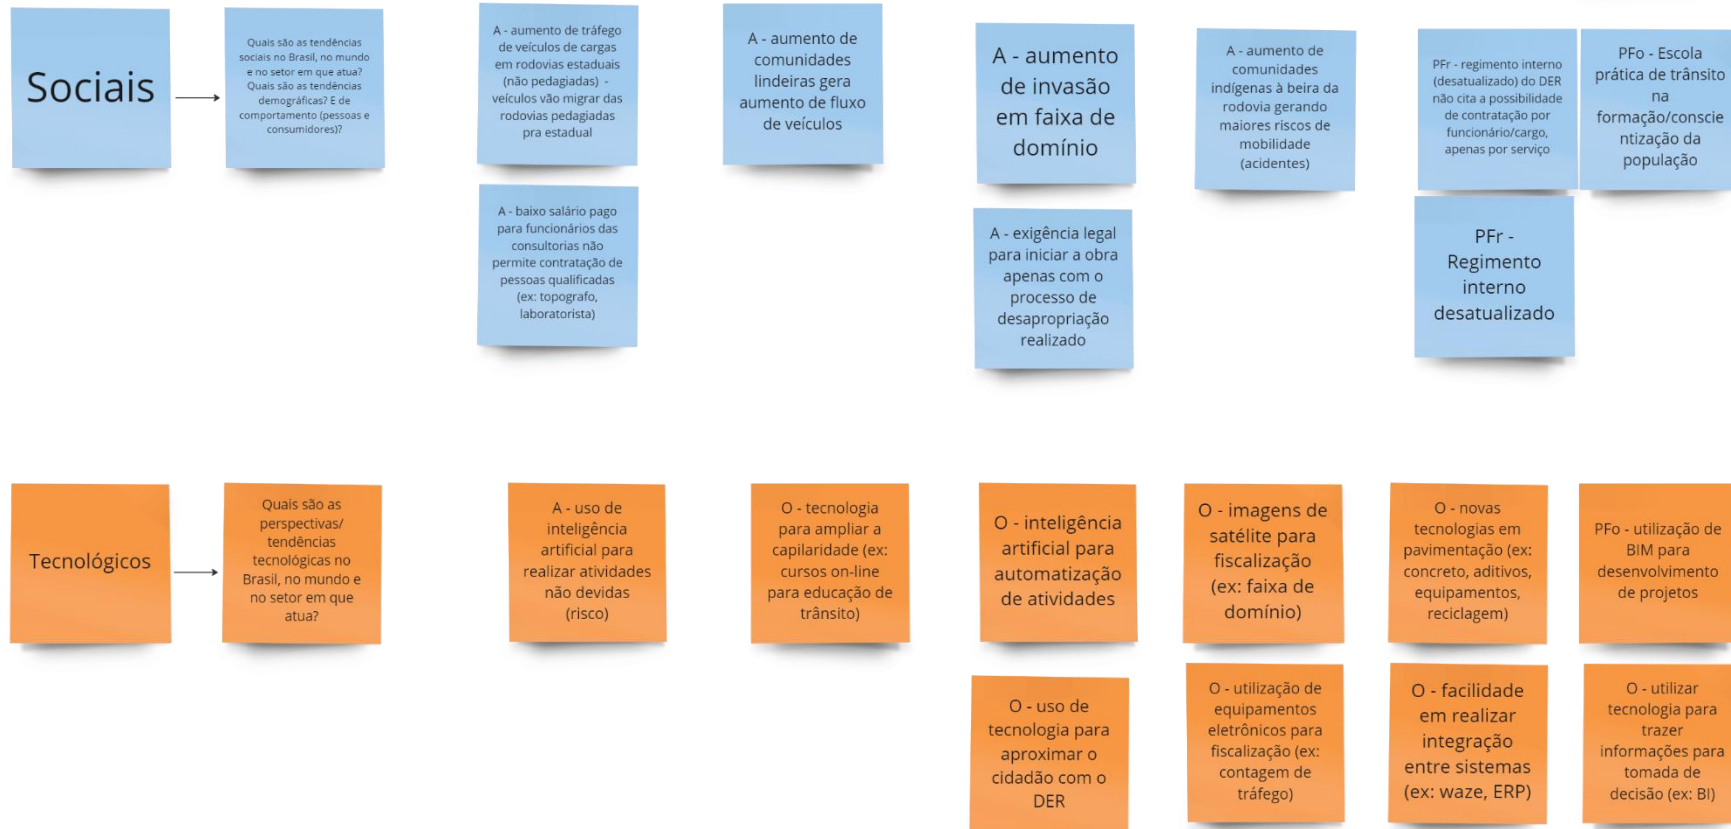 Sociais
Quais são as tendências
sociais no Brasil, no mundo
e no setor em que atua?
Quais são as tendências
demográficas? E de
comportamento (pessoas e
consumidores)?
A - aumento de tráfego
de veículos de cargas
em rodovias estaduais
(não pedagiadas) -
veículos vão migrar das
rodovias pedagiadas
pra estadual
A - aumento de
comunidades
lindeiras gera
aumento de fluxo
de veículos
A - aumento
de invasão
em faixa de
domínio
A - aumento de
comunidades
indígenas à beira da
rodovia gerando
maiores riscos de
mobilidade
(acidentes)
PFr - regimento interno
(desatualizado) do DER
não cita a possibilidade
de contratação por
funcionário/cargo,
apenas por serviço
PFo - Escola
prática de trânsito
na
formação/conscie
ntização da
população
A - baixo salário pago
para funcionários das
consultorias não
permite contratação de
pessoas qualificadas
(ex: topografo,
laboratorista)
A - exigência legal
para iniciar a obra
apenas com o
processo de
desapropriação
realizado
PFr -
Regimento
interno
desatualizado
Tecnológicos
Quais são as
perspectivas/
tendências
tecnológicas no
Brasil, no mundo e
no setor em que
atua?
A - uso de
inteligência
artificial para
realizar atividades
não devidas
(risco)
O - tecnologia
para ampliar a
capilaridade (ex:
cursos on-line
para educação de
trânsito)
O - inteligência
artificial para
automatização
de atividades
O - imagens de
satélite para
fiscalização
(ex: faixa de
domínio)
O - novas
tecnologias em
pavimentação (ex:
concreto, aditivos,
equipamentos,
reciclagem)
PFo - utilização de
BIM para
desenvolvimento
de projetos
O - uso de
tecnologia para
aproximar o
cidadão com o
DER
O - utilização de
equipamentos
eletrônicos para
fiscalização (ex:
contagem de
tráfego)
O - facilidade
em realizar
integração
entre sistemas
(ex: waze, ERP)
O - utilizar
tecnologia para
trazer
informações para
tomada de
decisão (ex: BI)